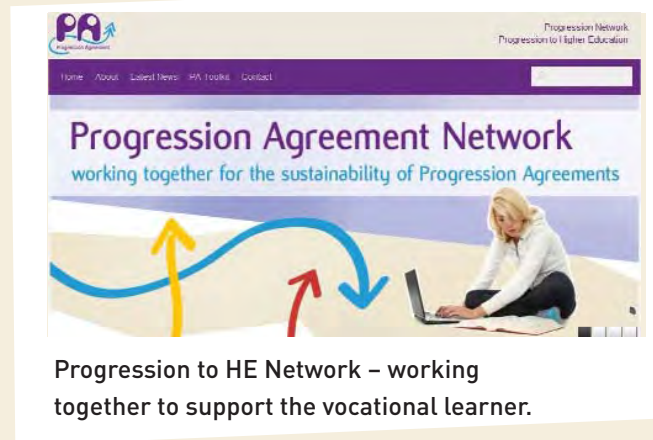 PA
Progression Agreement
Progression Network
Progression to Higher Education
Home About Latest News PA Toolkit Contact
Progression Agreement Network
working together for the sustainability of Progression Agreements
Progression to HE Network – working
together to support the vocational learner.